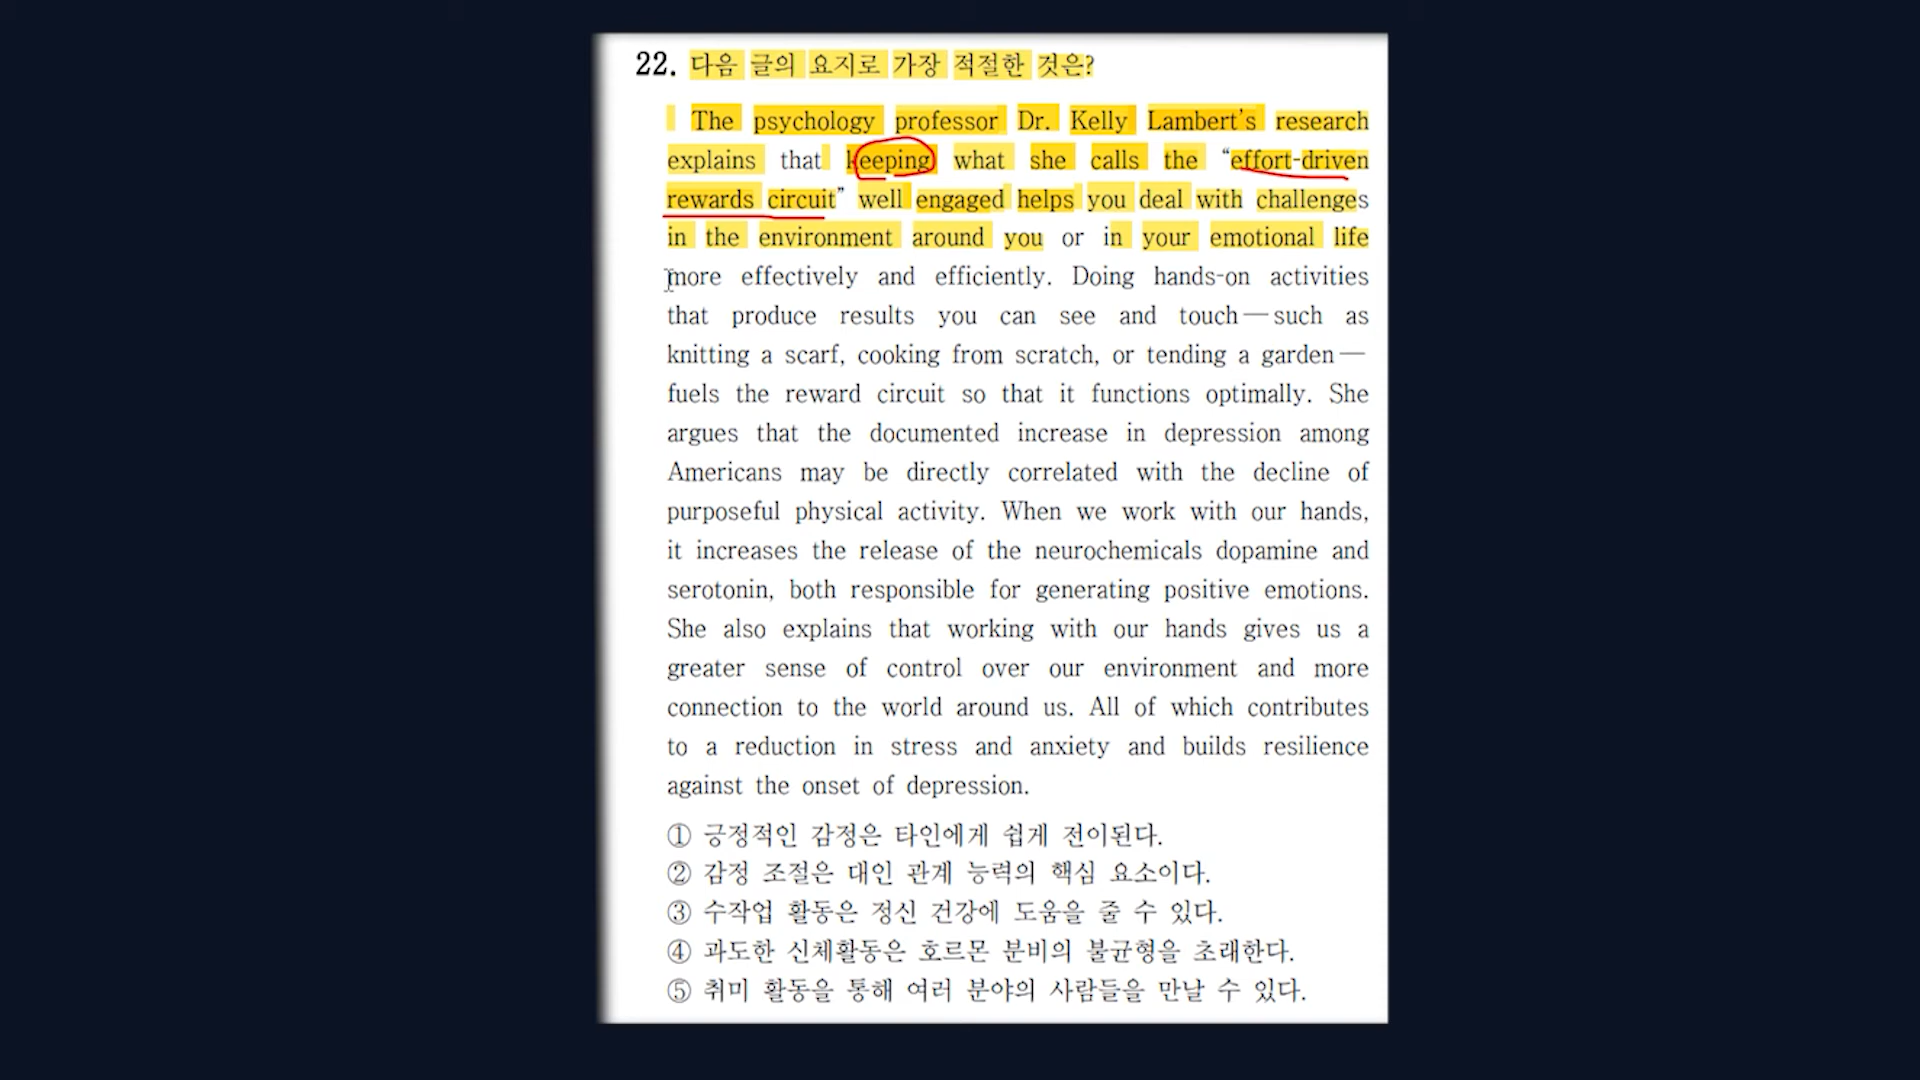 22. 다음 글의 요지로 가장 적절한 것은?
The psychology professor Dr. Kelly Lambert's research
explains that keeping what she calls the “effort-driven
rewards circuit” well engaged helps you deal with challenges
in the environment around you or in your emotional life
more effectively and efficiently. Doing hands-on activities
that produce results you can see and touch — such as
knitting a scarf, cooking from scratch, or tending a garden —
fuels the reward circuit so that it functions optimally. She
argues that the documented increase in depression among
Americans may be directly correlated with the decline of
purposeful physical activity. When we work with our hands,
it increases the release of the neurochemicals dopamine and
serotonin, both responsible for generating positive emotions.
She also explains that working with our hands gives us a
greater sense of control over our environment and more
connection to the world around us. All of which contributes
to a reduction in stress and anxiety and builds resilience
against the onset of depression.
① 긍정적인 감정은 타인에게 쉽게 전이된다.
② 감정 조절은 대인 관계 능력의 핵심 요소이다.
③ 수작업 활동은 정신 건강에 도움을 줄 수 있다.
④ 과도한 신체활동은 호르몬 분비의 불균형을 초래한다.
⑤ 취미 활동을 통해 여러 분야의 사람들을 만날 수 있다.